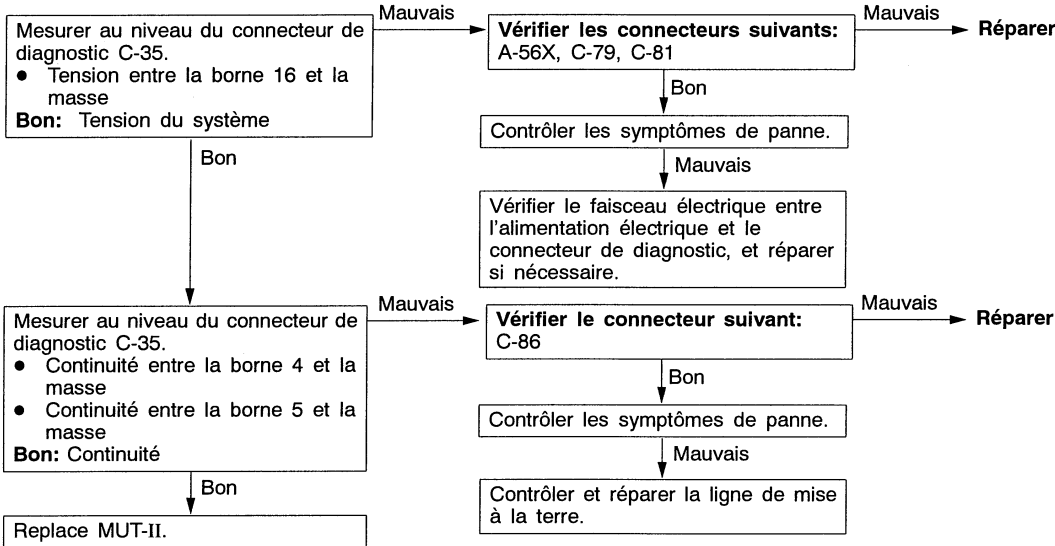 Mesurer au niveau du connecteur de
diagnostic C-35.
● Tension entre la borne 16 et la
masse
Bon: Tension du système
Mauvais
Vérifier les connecteurs suivants:
A-56X, C-79, C-81
Mauvais
Réparer
Bon
Contrôler les symptômes de panne.
Mauvais
Vérifier le faisceau électrique entre
l'alimentation électrique et le
connecteur de diagnostic, et réparer
si nécessaire.
Bon
Mesurer au niveau du connecteur de
diagnostic C-35.
● Continuité entre la borne 4 et la
masse
● Continuité entre la borne 5 et la
masse
Bon: Continuité
Mauvais
Vérifier le connecteur suivant:
C-86
Mauvais
Réparer
Bon
Contrôler les symptômes de panne.
Mauvais
Contrôler et réparer la ligne de mise
à la terre.
Bon
Replace MUT-II.